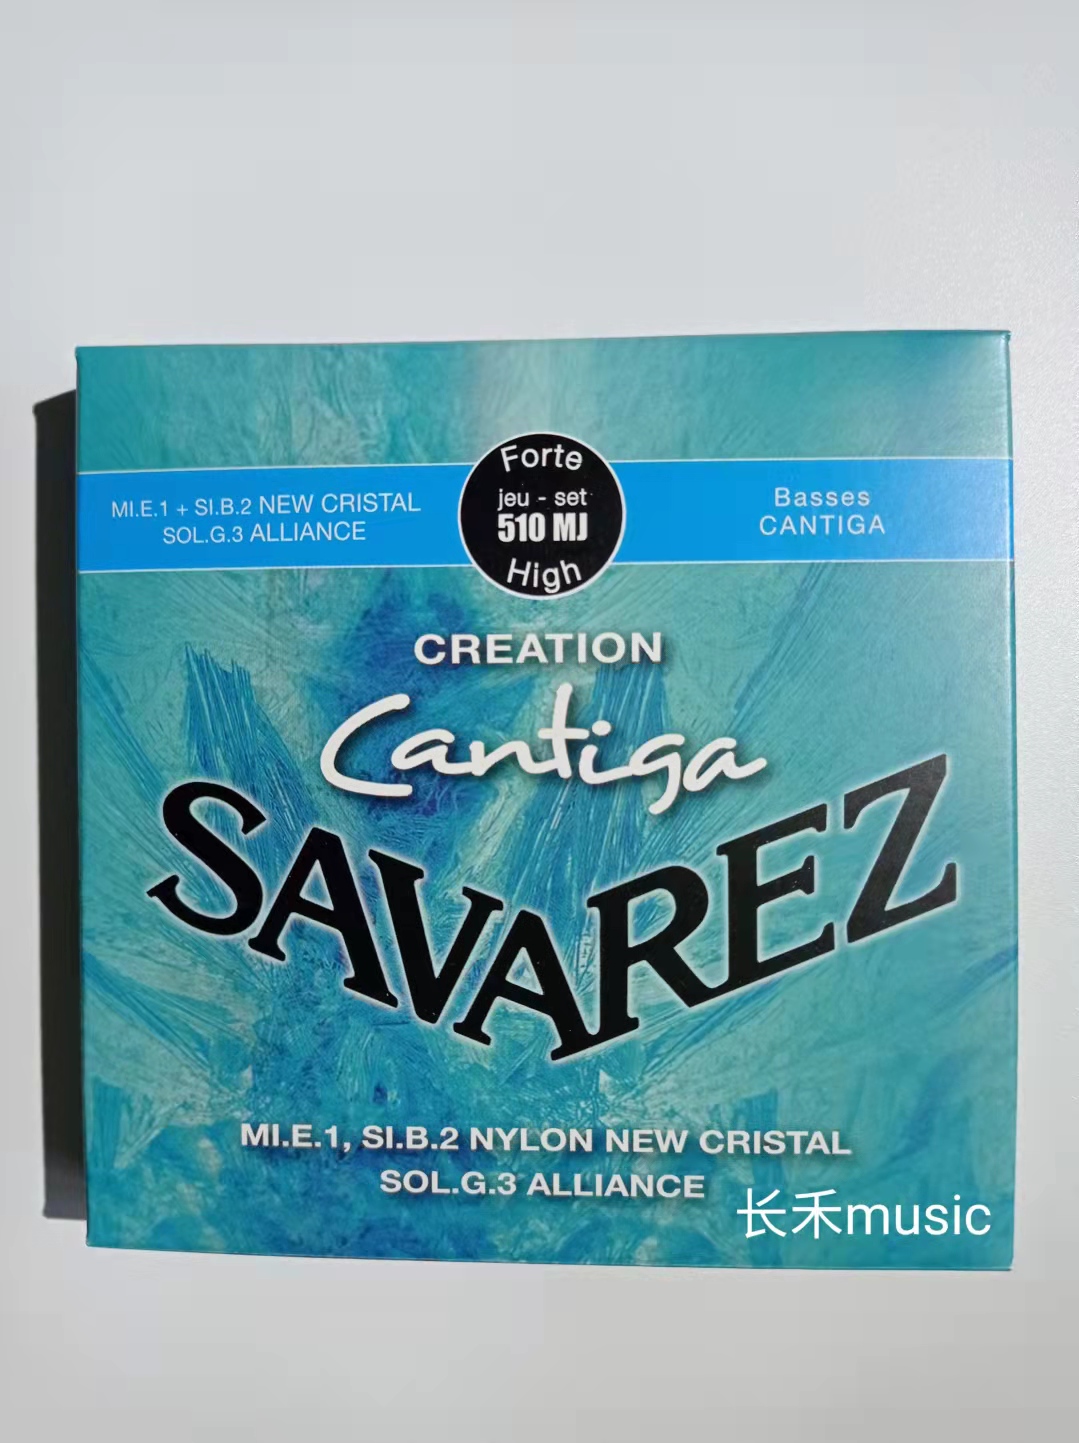 MI.E.1 + SI.B.2 NEW CRISTAL
SOL.G.3 ALLIANCE
Forte
jeu - set
510 MJ
High
Basses
CANTIGA
CREATION
Cantiga
SAVAREZ
MI.E.1, SI.B.2 NYLON NEW CRISTAL
SOL.G.3 ALLIANCE
长禾music